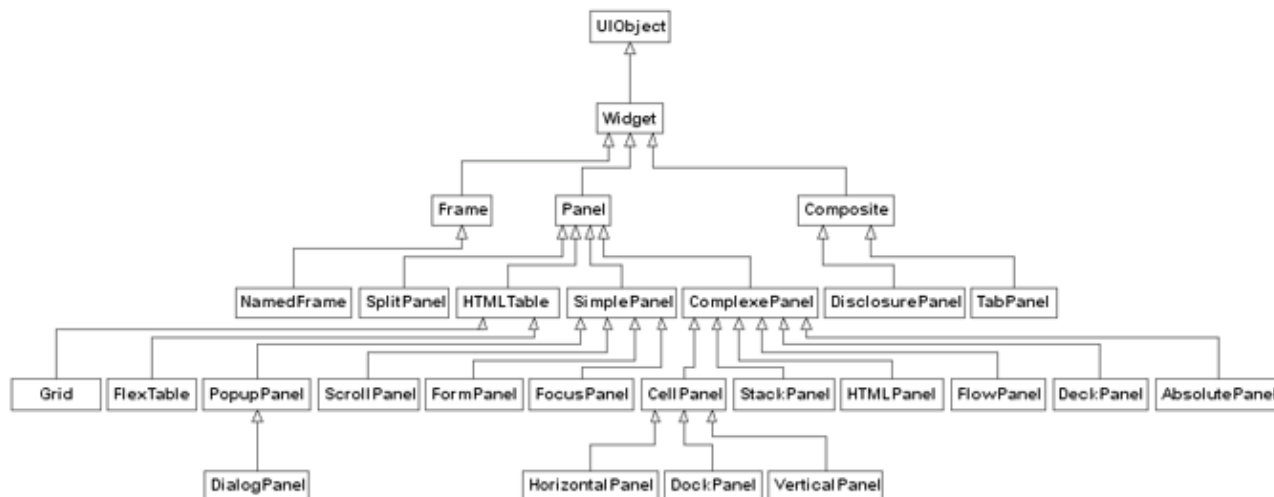 UIObject
Widget
Frame
Panel
Composite
NamedFrame
SplitPanel
HTMLTable
SimplePanel
ComplexePanel
DisclosurePanel
TabPanel
Grid
FlexTable
PopupPanel
ScrollPanel
FormPanel
FocusPanel
CellPanel
StackPanel
HTMLPanel
FlowPanel
DeckPanel
AbsolutePanel
DialogPanel
HorizontalPanel
DockPanel
VerticalPanel